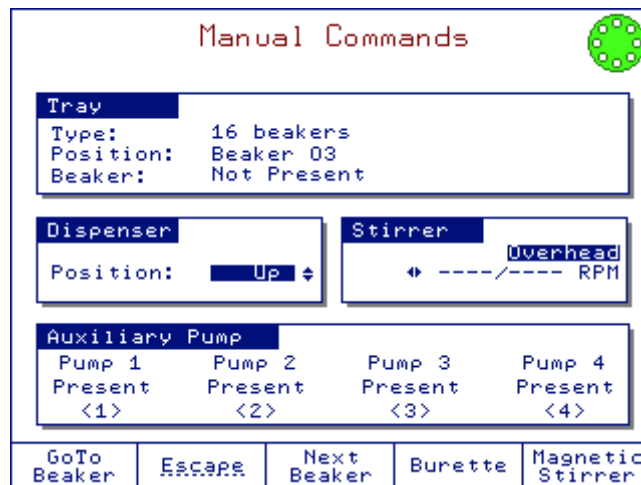 Manual Commands
Tray
Type: 16 beakers
Position: Beaker 03
Beaker: Not Present
Dispenser
Position: Up
Stirrer
Overhead
----/---- RPM
Auxiliary Pump
Pump 1 Pump 2 Pump 3 Pump 4
Present Present Present Present
<1> <2> <3> <4>
GoTo Beaker
Escape
Next Beaker
Burette
Magnetic Stirrer